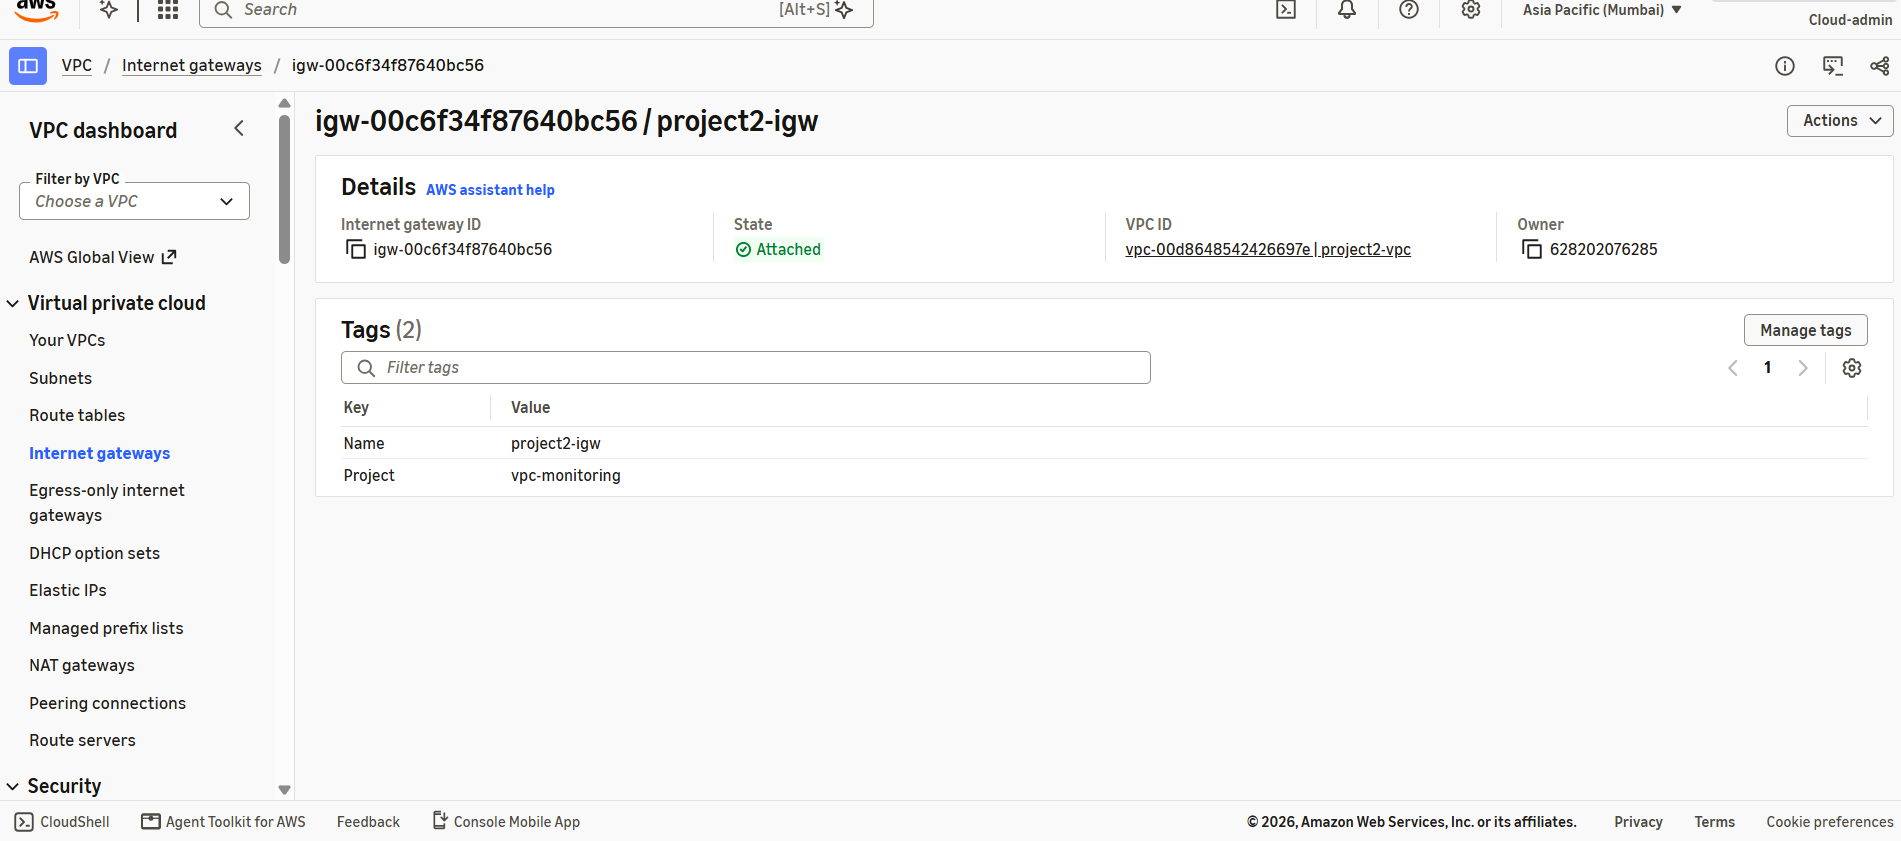 aws
Search [Alt+S]
Asia Pacific (Mumbai)
Cloud-admin
VPC / Internet gateways / igw-00c6f34f87640bc56
VPC dashboard
Filter by VPC
Choose a VPC
AWS Global View
Virtual private cloud
Your VPCs
Subnets
Route tables
Internet gateways
Egress-only internet
gateways
DHCP option sets
Elastic IPs
Managed prefix lists
NAT gateways
Peering connections
Route servers
Security
igw-00c6f34f87640bc56 / project2-igw
Actions
Details AWS assistant help
Internet gateway ID
igw-00c6f34f87640bc56
State
Attached
VPC ID
vpc-00d8648542426697e | project2-vpc
Owner
628202076285
Tags (2)
Manage tags
Filter tags
1
Key Value
Name project2-igw
Project vpc-monitoring
CloudShell Agent Toolkit for AWS Feedback Console Mobile App © 2026, Amazon Web Services, Inc. or its affiliates. Privacy Terms Cookie preferences